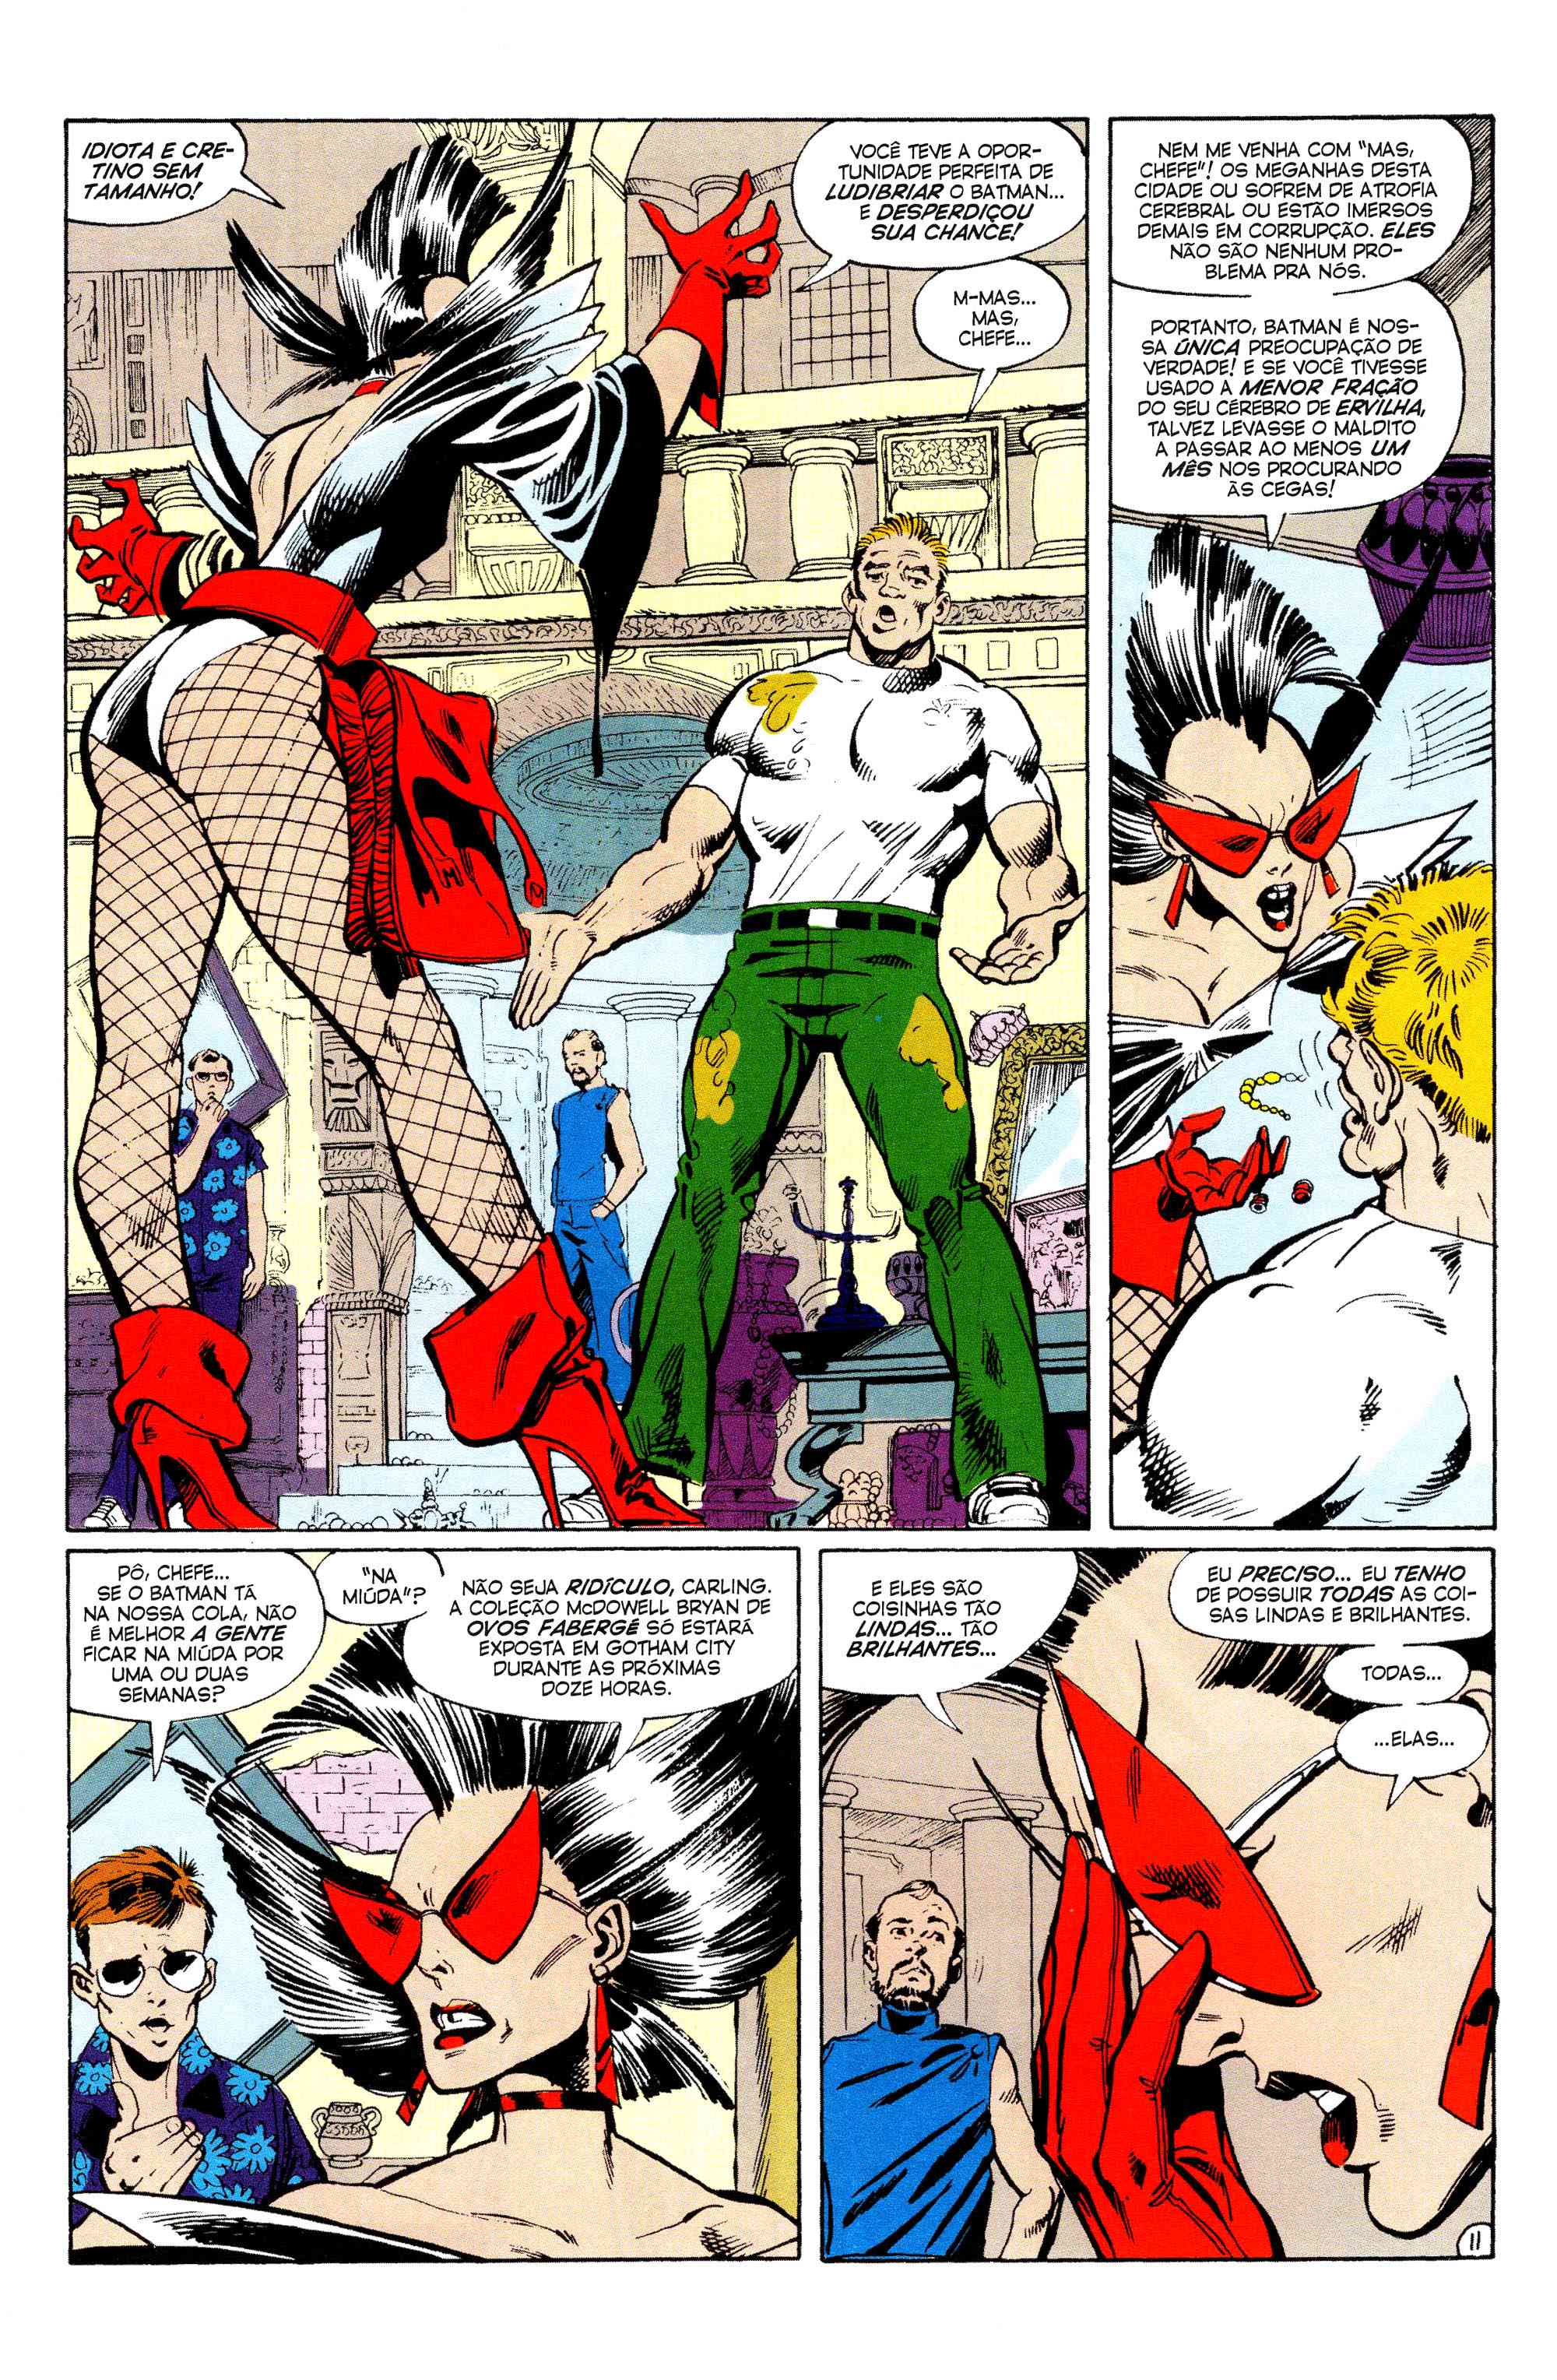 IDIOTA E CRE-
TINO SEM
TAMANHO!
VOCÊ TEVE A OPOR-
TUNIDADE PERFEITA DE
LUDIBRIAR O BATMAN...
E DESPERDIÇOU
SUA CHANCE!
M-MAS...
MAS,
CHEFE...
NEM ME VENHA COM "MAS,
CHEFE"! OS MEGANHAS DESTA
CIDADE OU SOFREM DE ATROFIA
CEREBRAL OU ESTÃO IMERSOS
DEMAIS EM CORRUPÇÃO. ELES
NÃO SÃO NENHUM PRO-
BLEMA PRA NÓS.
PORTANTO, BATMAN É NOS-
SA ÚNICA PREOCUPAÇÃO DE
VERDADE! E SE VOCÊ TIVESSE
USADO A MENOR FRAÇÃO
DO SEU CÉREBRO DE ERVILHA,
TALVEZ LEVASSE O MALDITO
A PASSAR AO MENOS UM
MÊS NOS PROCURANDO
ÀS CEGAS!
PÔ, CHEFE...
SE O BATMAN TÁ
NA NOSSA COLA, NÃO
É MELHOR A GENTE
FICAR NA MIÚDA POR
UMA OU DUAS
SEMANAS?
"NA
MIÚDA"?
NÃO SEJA RIDÍCULO, CARLING.
A COLEÇÃO McDOWELL BRYAN DE
OVOS FABERGÉ SÓ ESTARÁ
EXPOSTA EM GOTHAM CITY
DURANTE AS PRÓXIMAS
DOZE HORAS.
E ELES SÃO
COISINHAS TÃO
LINDAS... TÃO
BRILHANTES...
EU PRECISO... EU TENHO
DE POSSUIR TODAS AS COI-
SAS LINDAS E BRILHANTES.
TODAS...
...ELAS...
11